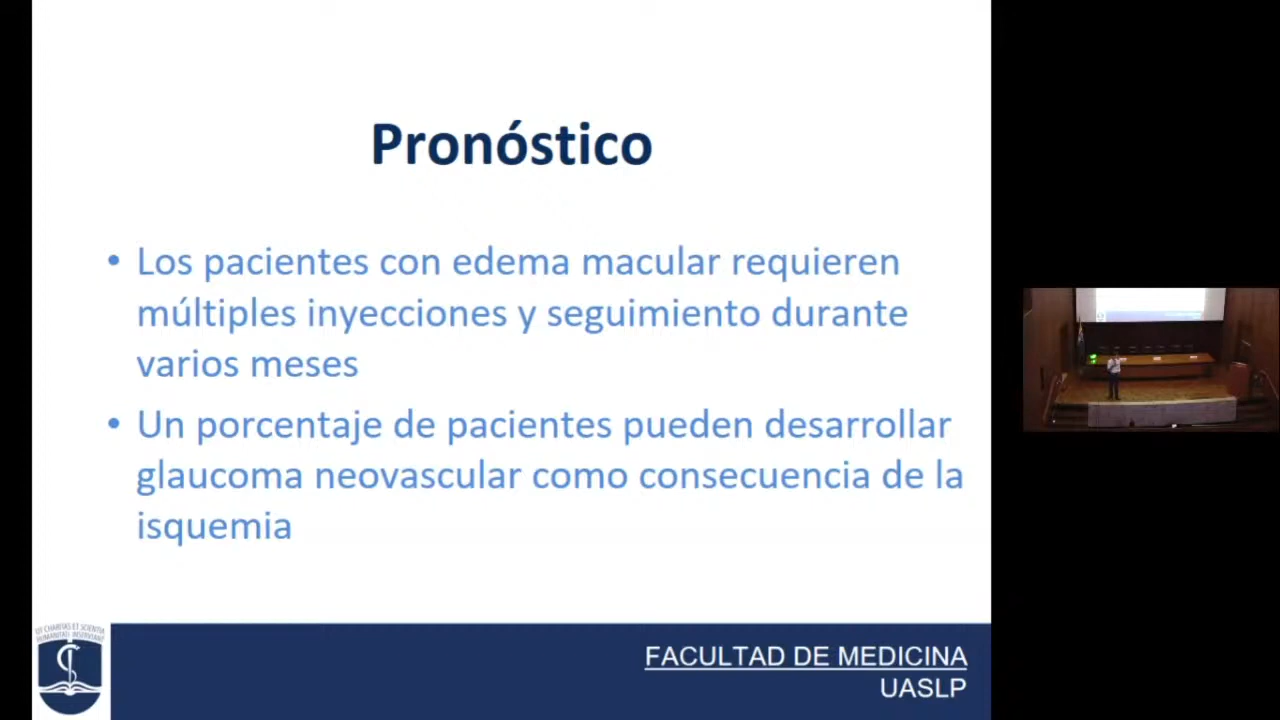 Pronóstico
• Los pacientes con edema macular requieren
múltiples inyecciones y seguimiento durante
varios meses
• Un porcentaje de pacientes pueden desarrollar
glaucoma neovascular como consecuencia de la
isquemia
FACULTAD DE MEDICINA
UASLP